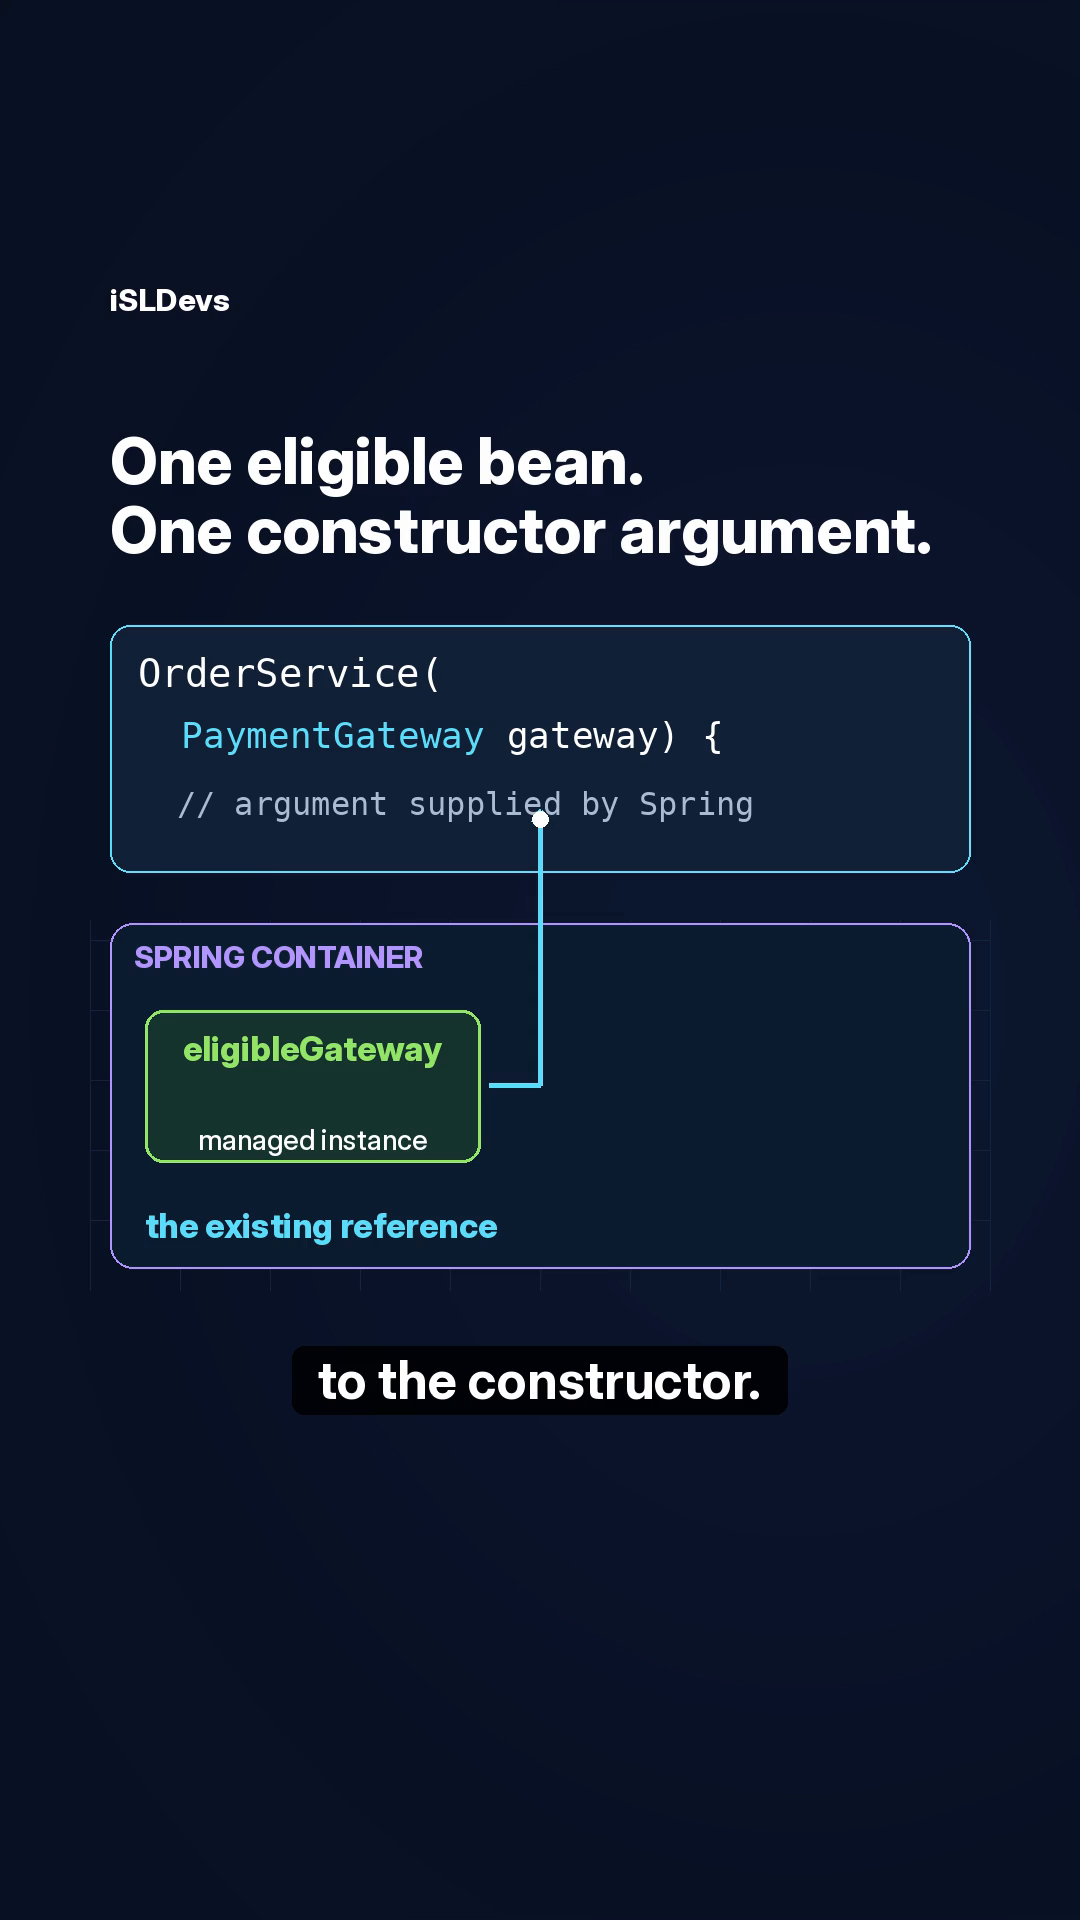 iSLDevs
One eligible bean.
One constructor argument.
OrderService(
PaymentGateway gateway) {
// argument supplied by Spring
SPRING CONTAINER
eligibleGateway
managed instance
the existing reference
to the constructor.